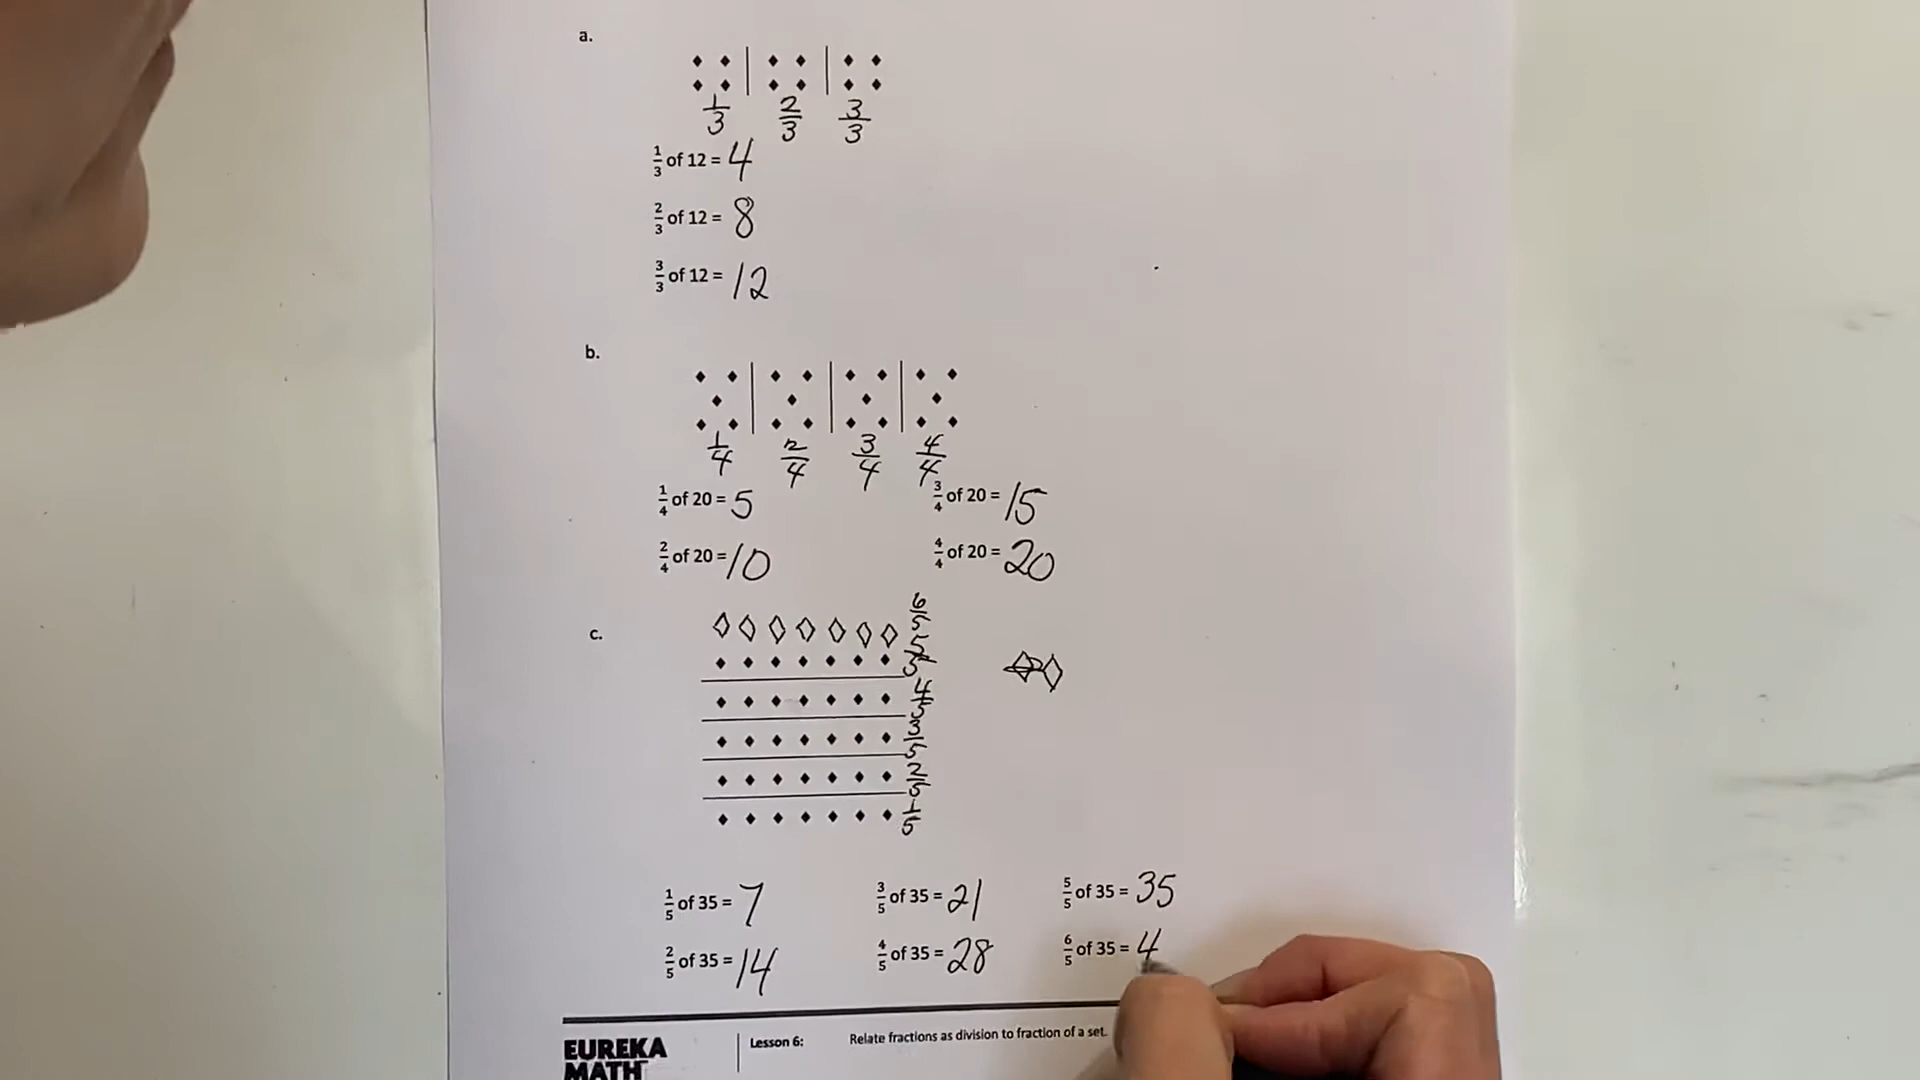 a.
1/3 2/3 3/3
1/3 of 12 = 4
2/3 of 12 = 8
3/3 of 12 = 12
b.
1/4 2/4 3/4 4/4
1/4 of 20 = 5 3/4 of 20 = 15
2/4 of 20 = 10 4/4 of 20 = 20
c.
6/5
5/5
4/5
3/5
2/5
1/5
1/5 of 35 = 7 3/5 of 35 = 21 5/5 of 35 = 35
2/5 of 35 = 14 4/5 of 35 = 28 6/5 of 35 = 4
EUREKA
MATH
Lesson 6: Relate fractions as division to fraction of a set.